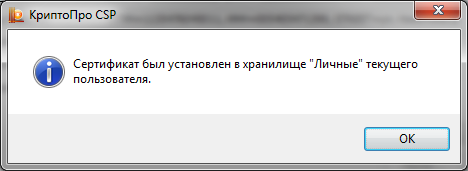 КриптоПро CSP
Сертификат был установлен в хранилище "Личные" текущего
пользователя.
OK